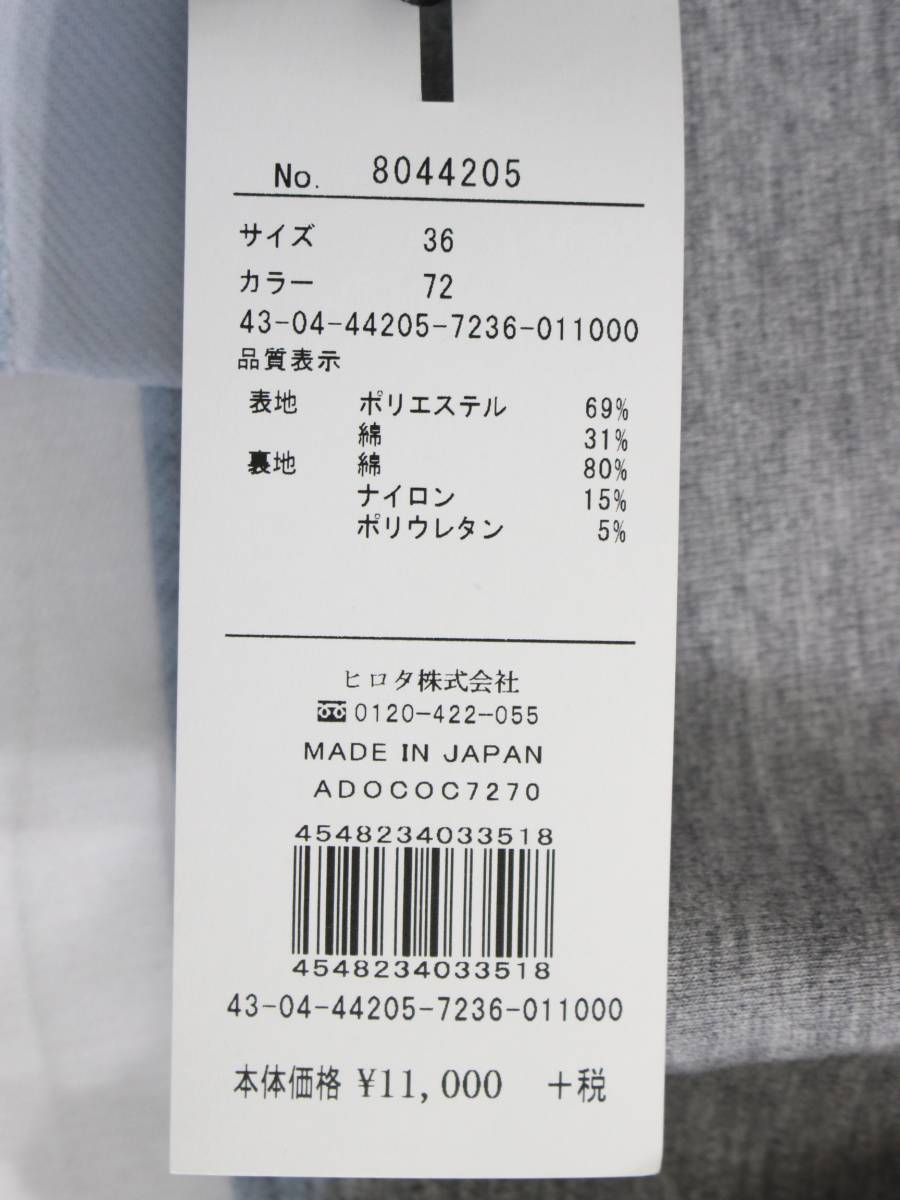 No. 8044205
サイズ 36
カラー 72
43-04-44205-7236-011000
品質表示
表地 ポリエステル 69%
綿 31%
裏地 綿 80%
ナイロン 15%
ポリウレタン 5%
ヒロタ株式会社
0120-422-055
MADE IN JAPAN
ADOCOC7270
4548234033518
4548234033518
43-04-44205-7236-011000
本体価格 ¥11,000 +税